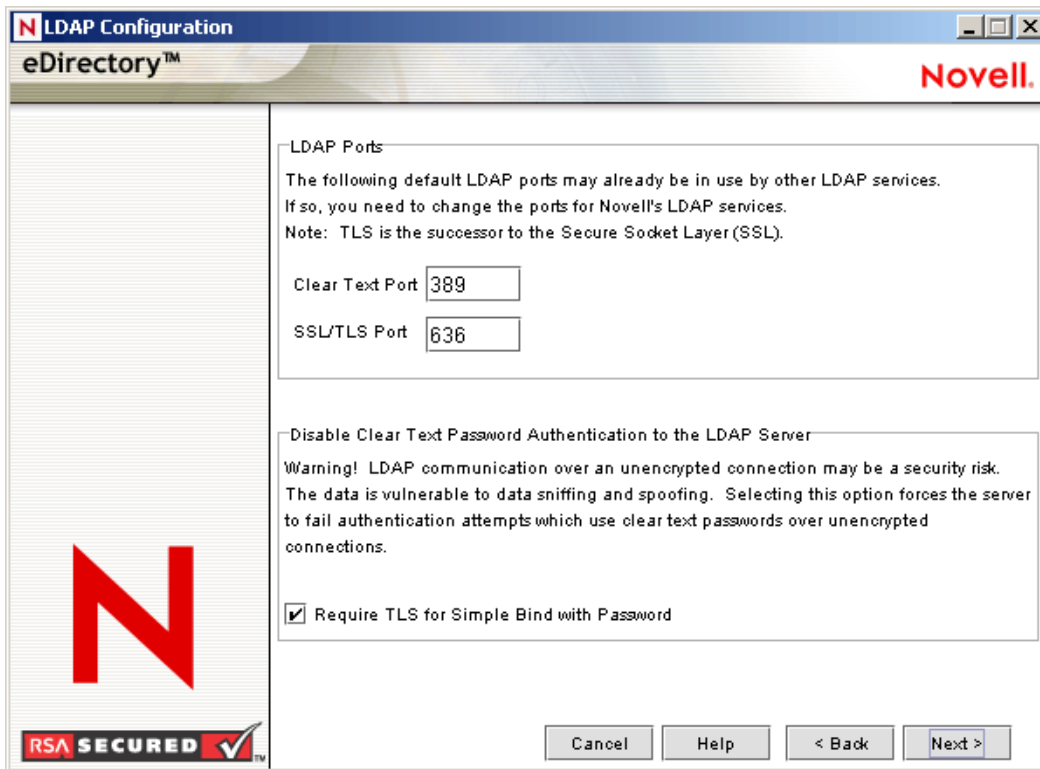 N LDAP Configuration
eDirectory™
Novell.
LDAP Ports
The following default LDAP ports may already be in use by other LDAP services.
If so, you need to change the ports for Novell's LDAP services.
Note: TLS is the successor to the Secure Socket Layer (SSL).
Clear Text Port 389
SSL/TLS Port 636
Disable Clear Text Password Authentication to the LDAP Server
Warning! LDAP communication over an unencrypted connection may be a security risk.
The data is vulnerable to data sniffing and spoofing. Selecting this option forces the server
to fail authentication attempts which use clear text passwords over unencrypted
connections.
Require TLS for Simple Bind with Password
N
RSA SECURED ™
Cancel Help < Back Next >